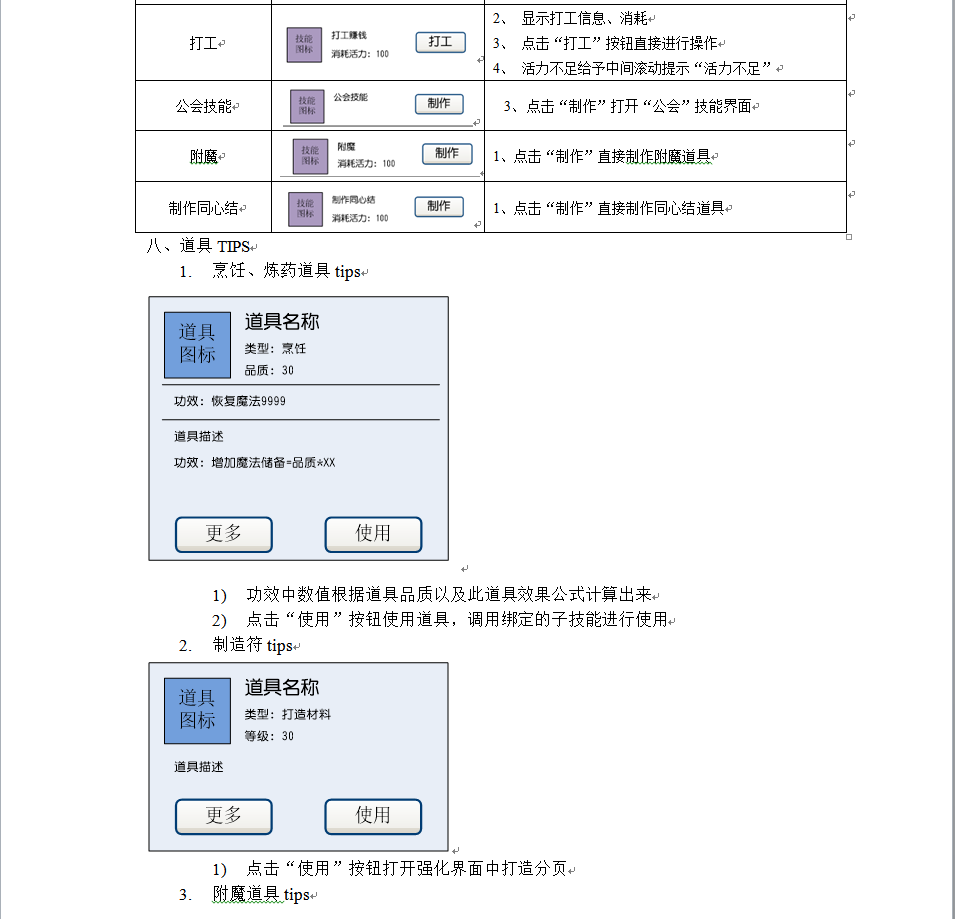 2、 显示打工信息、消耗
打工
技能
图标
打工赚钱
消耗活力：100
打工
3、 点击“打工”按钮直接进行操作
4、 活力不足给予中间滚动提示“活力不足”
公会技能
技能
图标
公会技能
制作
3、点击“制作”打开“公会”技能界面
附魔
技能
图标
附魔
消耗活力：100
制作
1、点击“制作”直接制作附魔道具
制作同心结
技能
图标
制作同心结
消耗活力：100
制作
1、点击“制作”直接制作同心结道具
八、道具 TIPS
1. 烹饪、炼药道具 tips
道具
图标
道具名称
类型：烹饪
品质：30
功效：恢复魔法9999
道具描述
功效：增加魔法储备=品质*XX
更多 使用
1) 功效中数值根据道具品质以及此道具效果公式计算出来
2) 点击“使用”按钮使用道具，调用绑定的子技能进行使用
2. 制造符 tips
道具
图标
道具名称
类型：打造材料
等级：30
道具描述
更多 使用
1) 点击“使用”按钮打开强化界面中打造分页
3. 附魔道具 tips